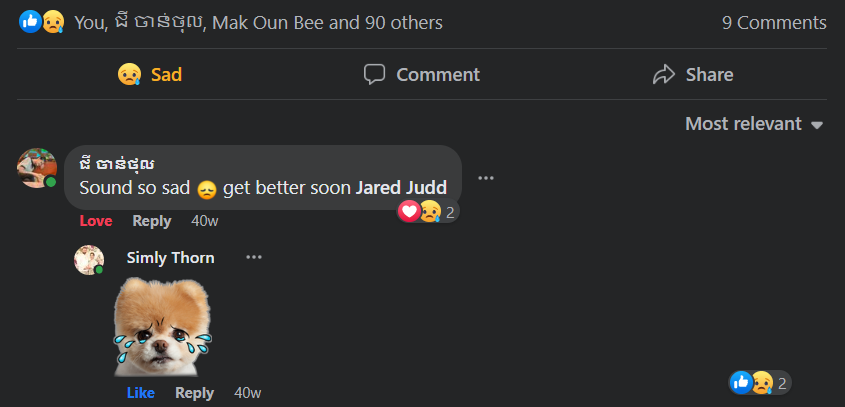 You, ជី ចាន់ថុល, Mak Oun Bee and 90 others
9 Comments
Sad
Comment
Share
Most relevant
ជី ចាន់ថុល
Sound so sad 😞 get better soon Jared Judd
2
Love Reply 40w
Simly Thorn
Like Reply 40w
2